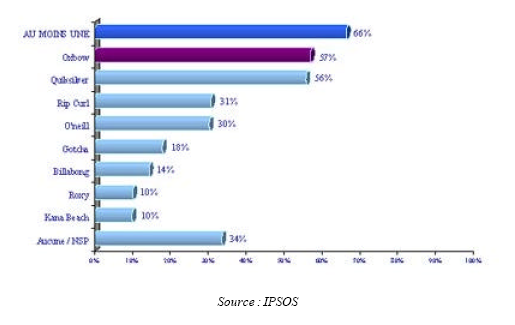 AU MOINS UNE 66%
Oxbow 57%
Quiksilver 56%
Rip Curl 31%
O'neill 30%
Gotcha 18%
Billabong 14%
Roxy 10%
Kana Beach 10%
Aucune / NSP 34%
0% 10% 20% 30% 40% 50% 60% 70% 80% 90% 100%
Source : IPSOS